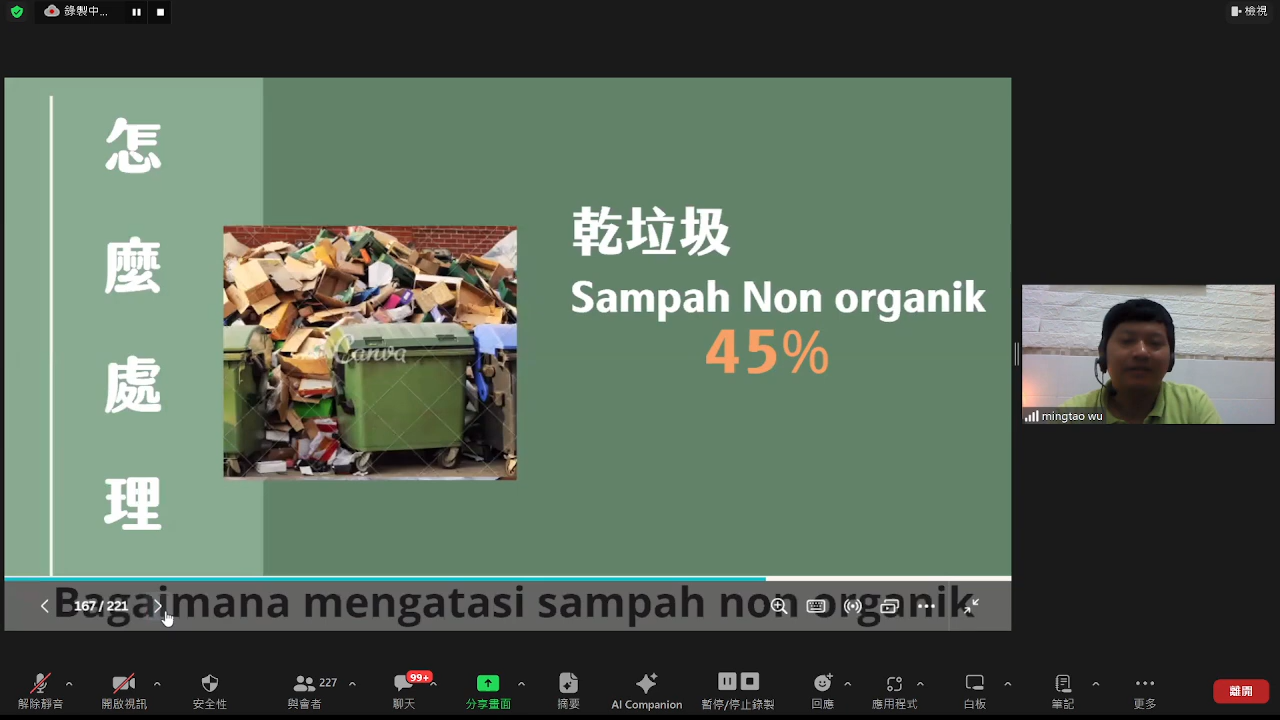 錄製中...
檢視
怎
麼
處
理
乾垃圾
Sampah Non organik
45%
Canva
mingtao wu
Bagaimana mengatasi sampah non organik
167 / 221
227
99+
解除靜音
開啟視訊
安全性
與會者
聊天
分享畫面
摘要
AI Companion
暫停/停止錄製
回應
應用程式
白板
筆記
更多
離開